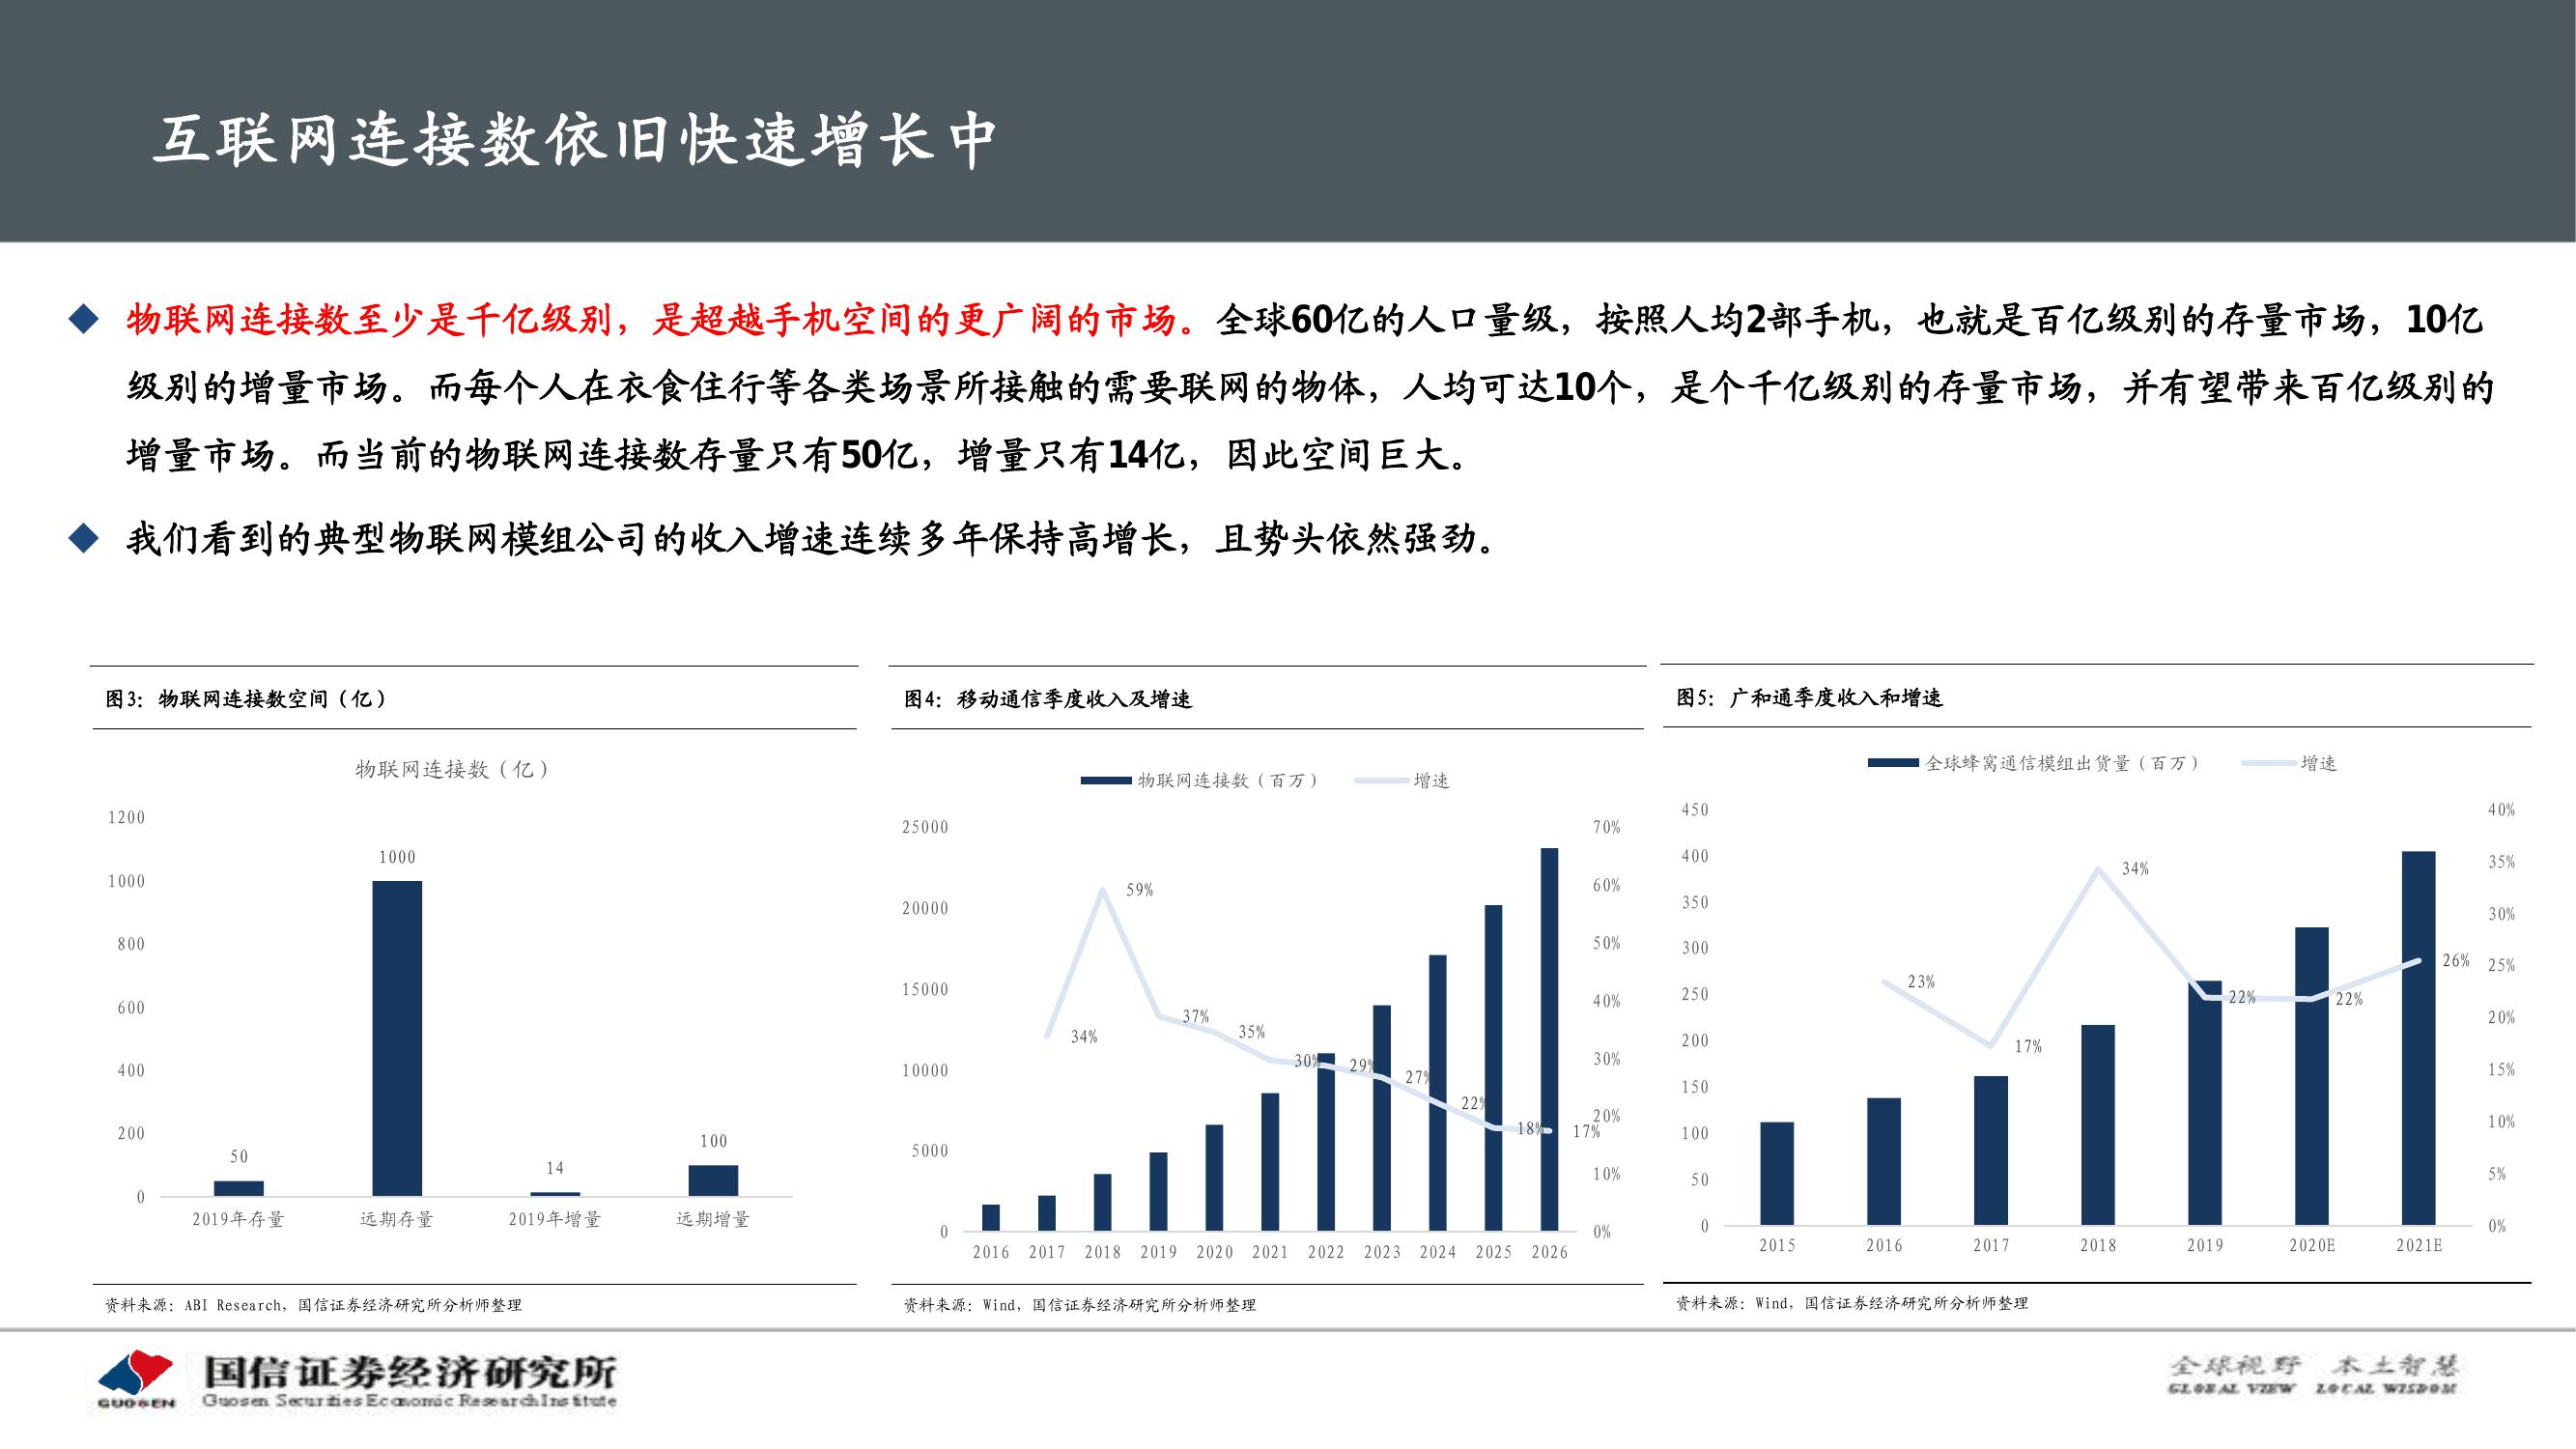 互联网连接数依旧快速增长中
物联网连接数至少是千亿级别，是超越手机空间的更广阔的市场。全球60亿的人口量级，按照人均2部手机，也就是百亿级别的存量市场，10亿
级别的增量市场。而每个人在衣食住行等各类场景所接触的需要联网的物体，人均可达10个，是个千亿级别的存量市场，并有望带来百亿级别的
增量市场。而当前的物联网连接数存量只有50亿，增量只有14亿，因此空间巨大。
我们看到的典型物联网模组公司的收入增速连续多年保持高增长，且势头依然强劲。
图3：物联网连接数空间（亿）
物联网连接数（亿）
1200
1000
800
600
400
200
0
50
1000
14
100
2019年存量 远期存量 2019年增量 远期增量
资料来源：ABI Research，国信证券经济研究所分析师整理
图4：移动通信季度收入及增速
物联网连接数（百万） 增速
25000
20000
15000
10000
5000
0
70%
60%
50%
40%
30%
20%
10%
0%
34%
59%
37%
35%
30%
29%
27%
22%
18%
17%
2016 2017 2018 2019 2020 2021 2022 2023 2024 2025 2026
资料来源：Wind，国信证券经济研究所分析师整理
图5：广和通季度收入和增速
全球蜂窝通信模组出货量（百万） 增速
450
400
350
300
250
200
150
100
50
0
40%
35%
30%
25%
20%
15%
10%
5%
0%
23%
17%
34%
22%
22%
26%
2015 2016 2017 2018 2019 2020E 2021E
资料来源：Wind，国信证券经济研究所分析师整理
GUOSEN
国信证券经济研究所
Guosen Securities Economic Research Institute
全球视野 本土智慧
GLOBAL VIEW LOCAL WISDOM